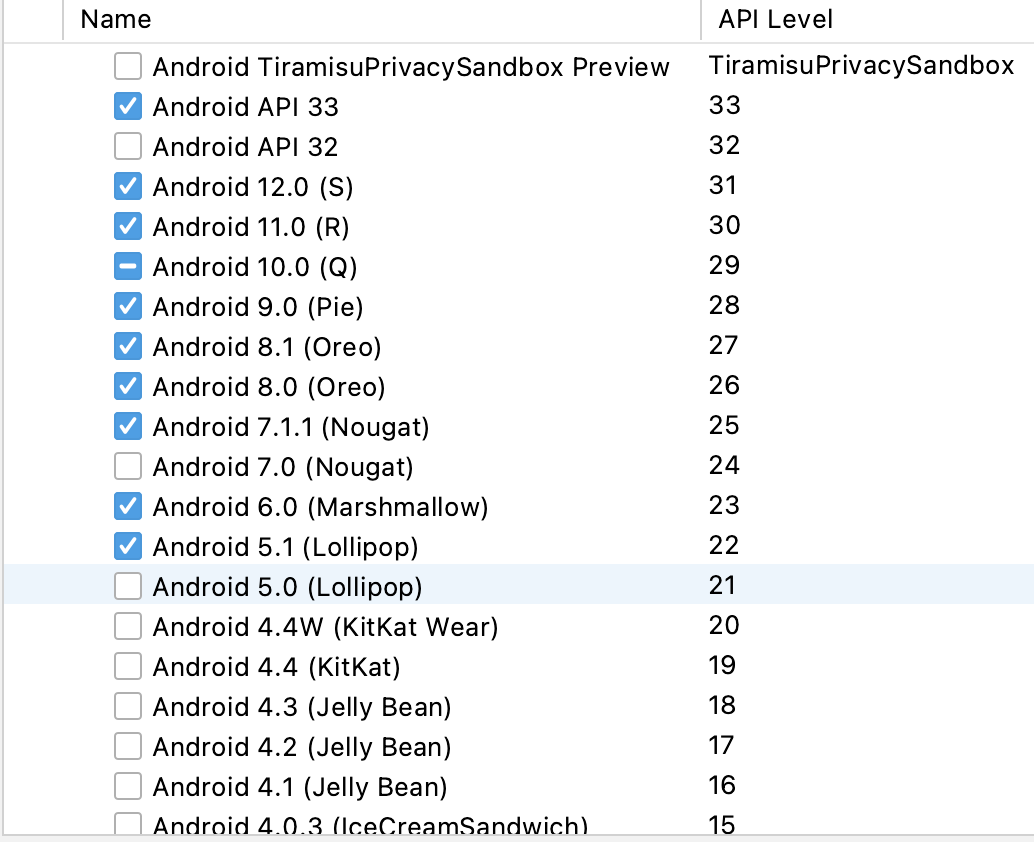 Name API Level
Android TiramisuPrivacySandbox Preview TiramisuPrivacySandbox
Android API 33 33
Android API 32 32
Android 12.0 (S) 31
Android 11.0 (R) 30
Android 10.0 (Q) 29
Android 9.0 (Pie) 28
Android 8.1 (Oreo) 27
Android 8.0 (Oreo) 26
Android 7.1.1 (Nougat) 25
Android 7.0 (Nougat) 24
Android 6.0 (Marshmallow) 23
Android 5.1 (Lollipop) 22
Android 5.0 (Lollipop) 21
Android 4.4W (KitKat Wear) 20
Android 4.4 (KitKat) 19
Android 4.3 (Jelly Bean) 18
Android 4.2 (Jelly Bean) 17
Android 4.1 (Jelly Bean) 16
Android 4.0.3 (IceCreamSandwich) 15